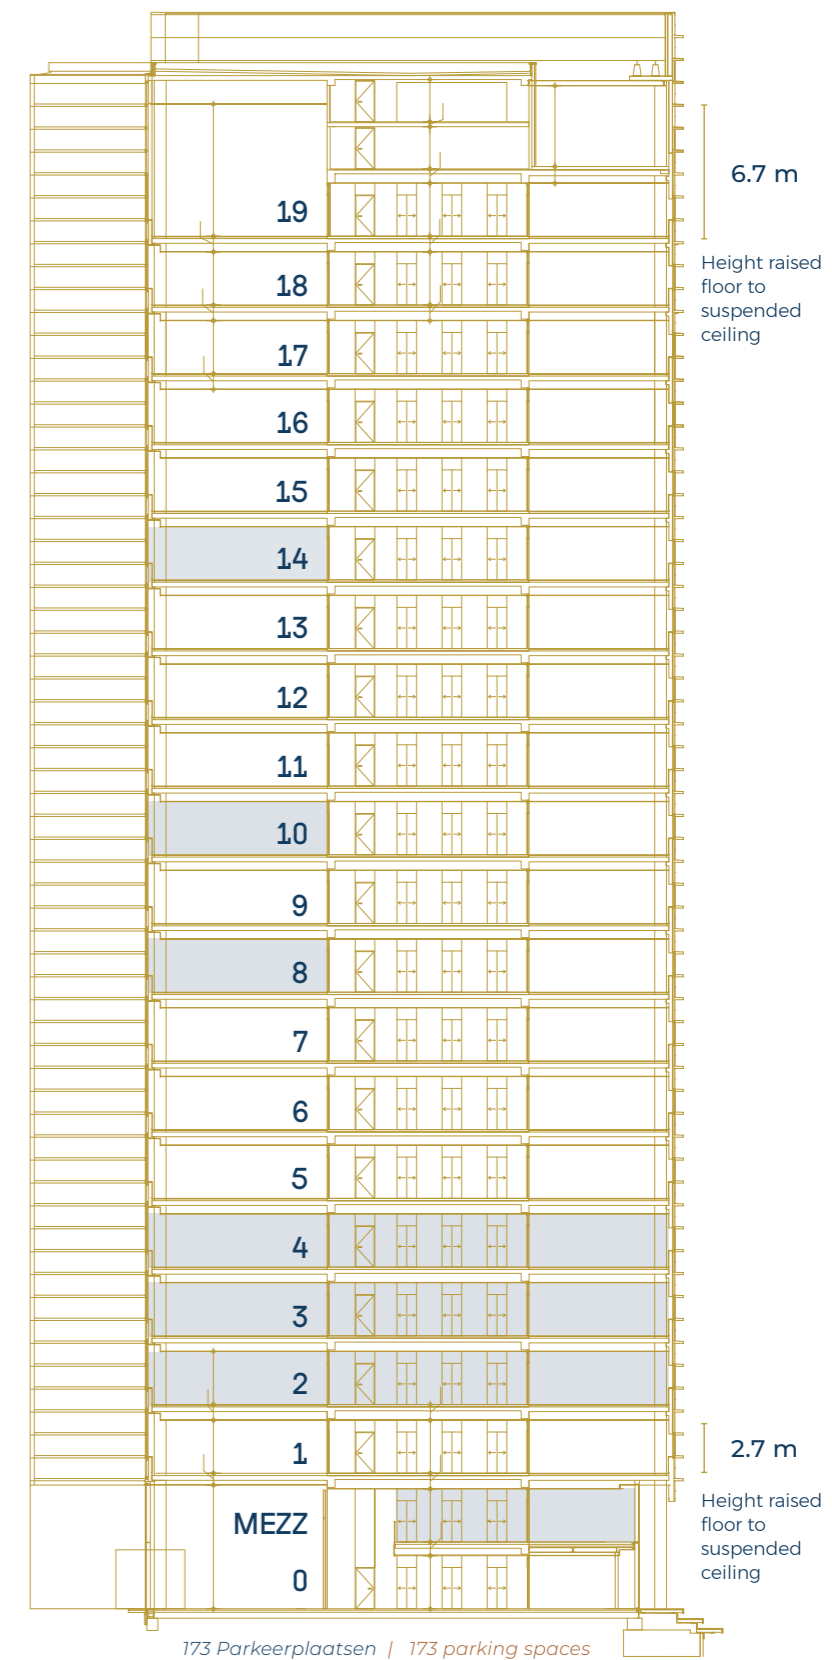 6.7 m
19
Height raised
floor to
suspended
ceiling
18
17
16
15
14
13
12
11
10
9
8
7
6
5
4
3
2
1
2.7 m
Height raised
floor to
suspended
ceiling
MEZZ
0
173 Parkeerplaatsen | 173 parking spaces